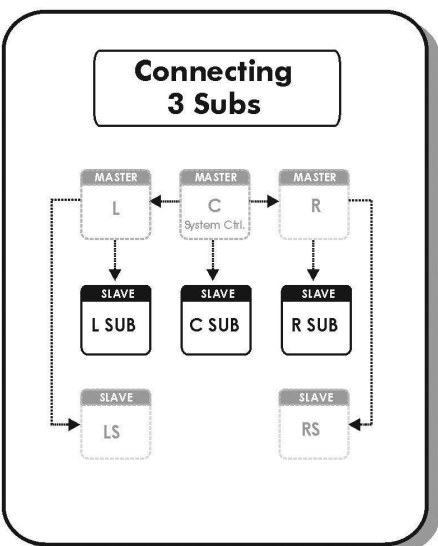 Connecting
3 Subs
MASTER MASTER MASTER
L C R
System Ctrl.
SLAVE SLAVE SLAVE
L SUB C SUB R SUB
SLAVE SLAVE
LS RS